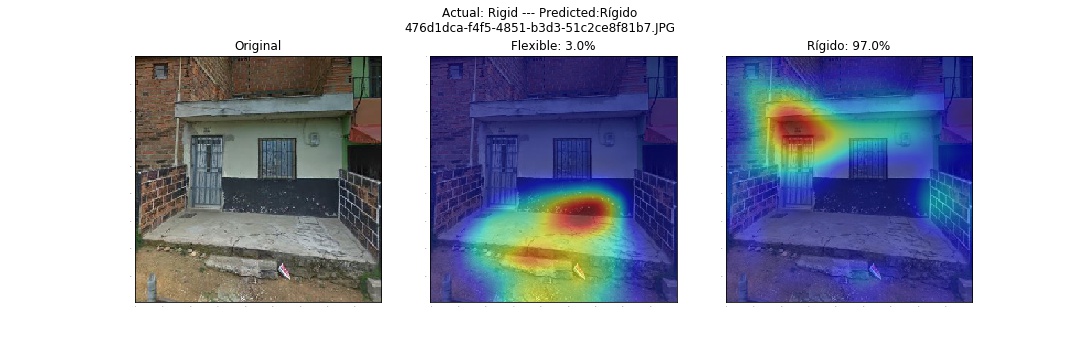 Actual: Rigid --- Predicted:Rígido
476d1dca-f4f5-4851-b3d3-51c2ce8f81b7.JPG
Original
Flexible: 3.0%
Rígido: 97.0%